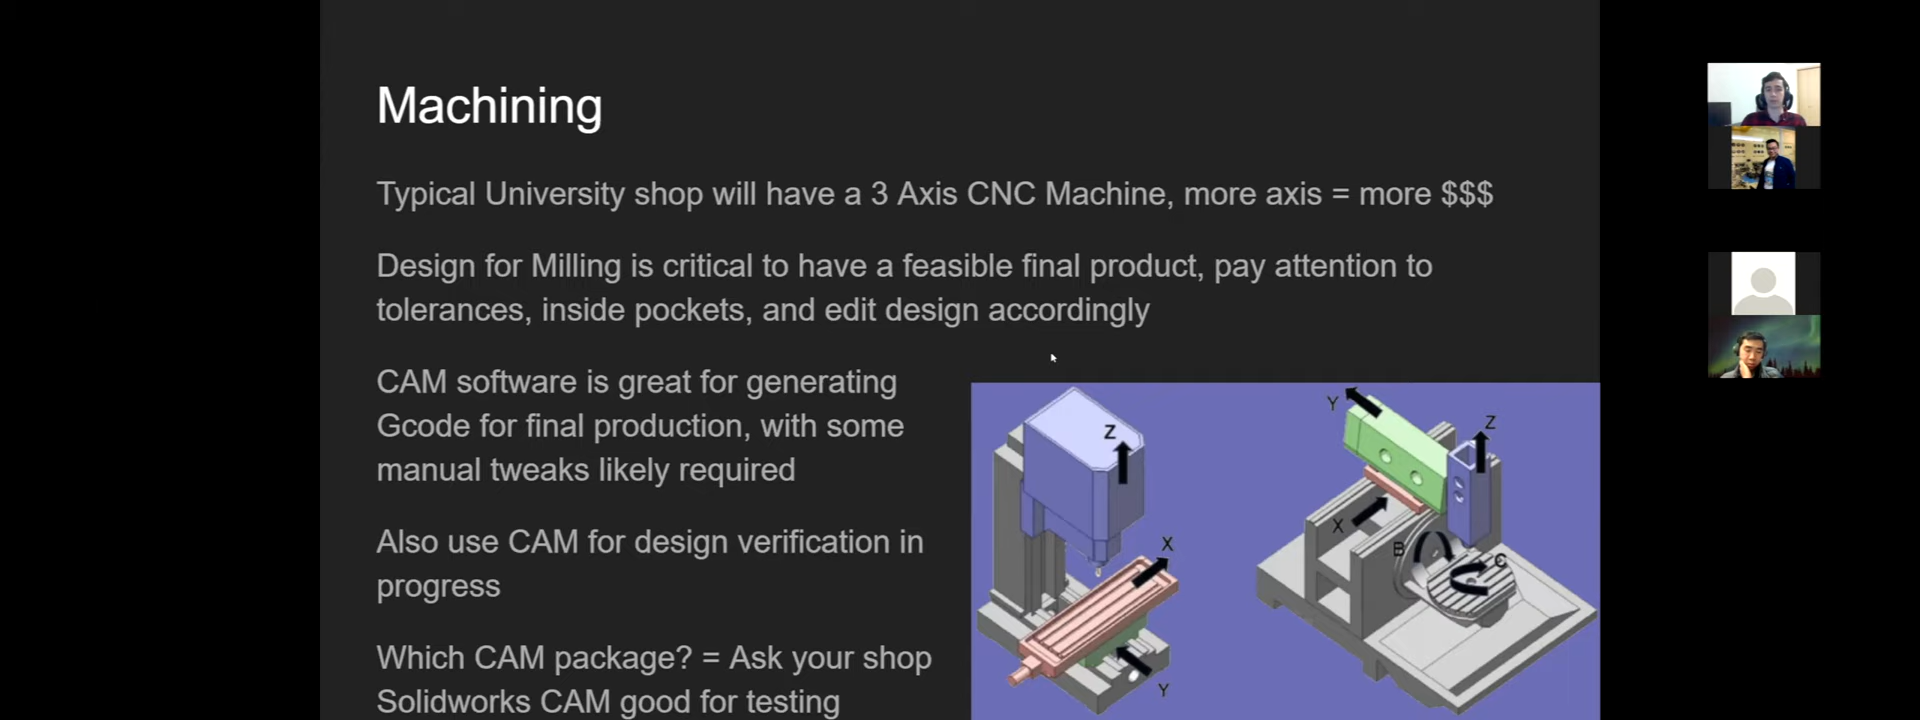 Machining
Typical University shop will have a 3 Axis CNC Machine, more axis = more $$$
Design for Milling is critical to have a feasible final product, pay attention to
tolerances, inside pockets, and edit design accordingly
CAM software is great for generating
Gcode for final production, with some
manual tweaks likely required
Also use CAM for design verification in
progress
Which CAM package? = Ask your shop
Solidworks CAM good for testing
Z
X
Y
Y
Z
X
B
C